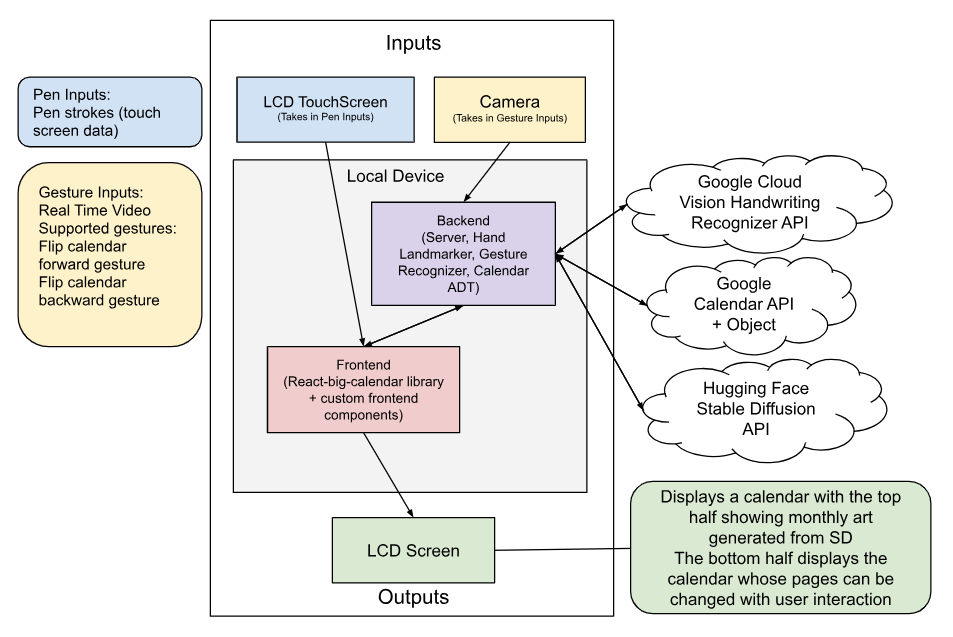 Inputs
Pen Inputs:
Pen strokes (touch
screen data)
LCD TouchScreen
(Takes in Pen Inputs)
Camera
(Takes in Gesture Inputs)
Gesture Inputs:
Real Time Video
Supported gestures:
Flip calendar
forward gesture
Flip calendar
backward gesture
Local Device
Backend
(Server, Hand
Landmarker, Gesture
Recognizer, Calendar
ADT)
Google Cloud
Vision Handwriting
Recognizer API
Google
Calendar API
+ Object
Frontend
(React-big-calendar library
+ custom frontend
components)
Hugging Face
Stable Diffusion
API
LCD Screen
Displays a calendar with the top
half showing monthly art
generated from SD
The bottom half displays the
calendar whose pages can be
changed with user interaction
Outputs